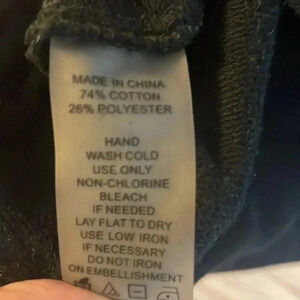 MADE IN CHINA
74% COTTON
26% POLYESTER
HAND
WASH COLD
USE ONLY
NON-CHLORINE
BLEACH
IF NEEDED
LAY FLAT TO DRY
USE LOW IRON
IF NECESSARY
DO NOT IRON
ON EMBELLISHMENT